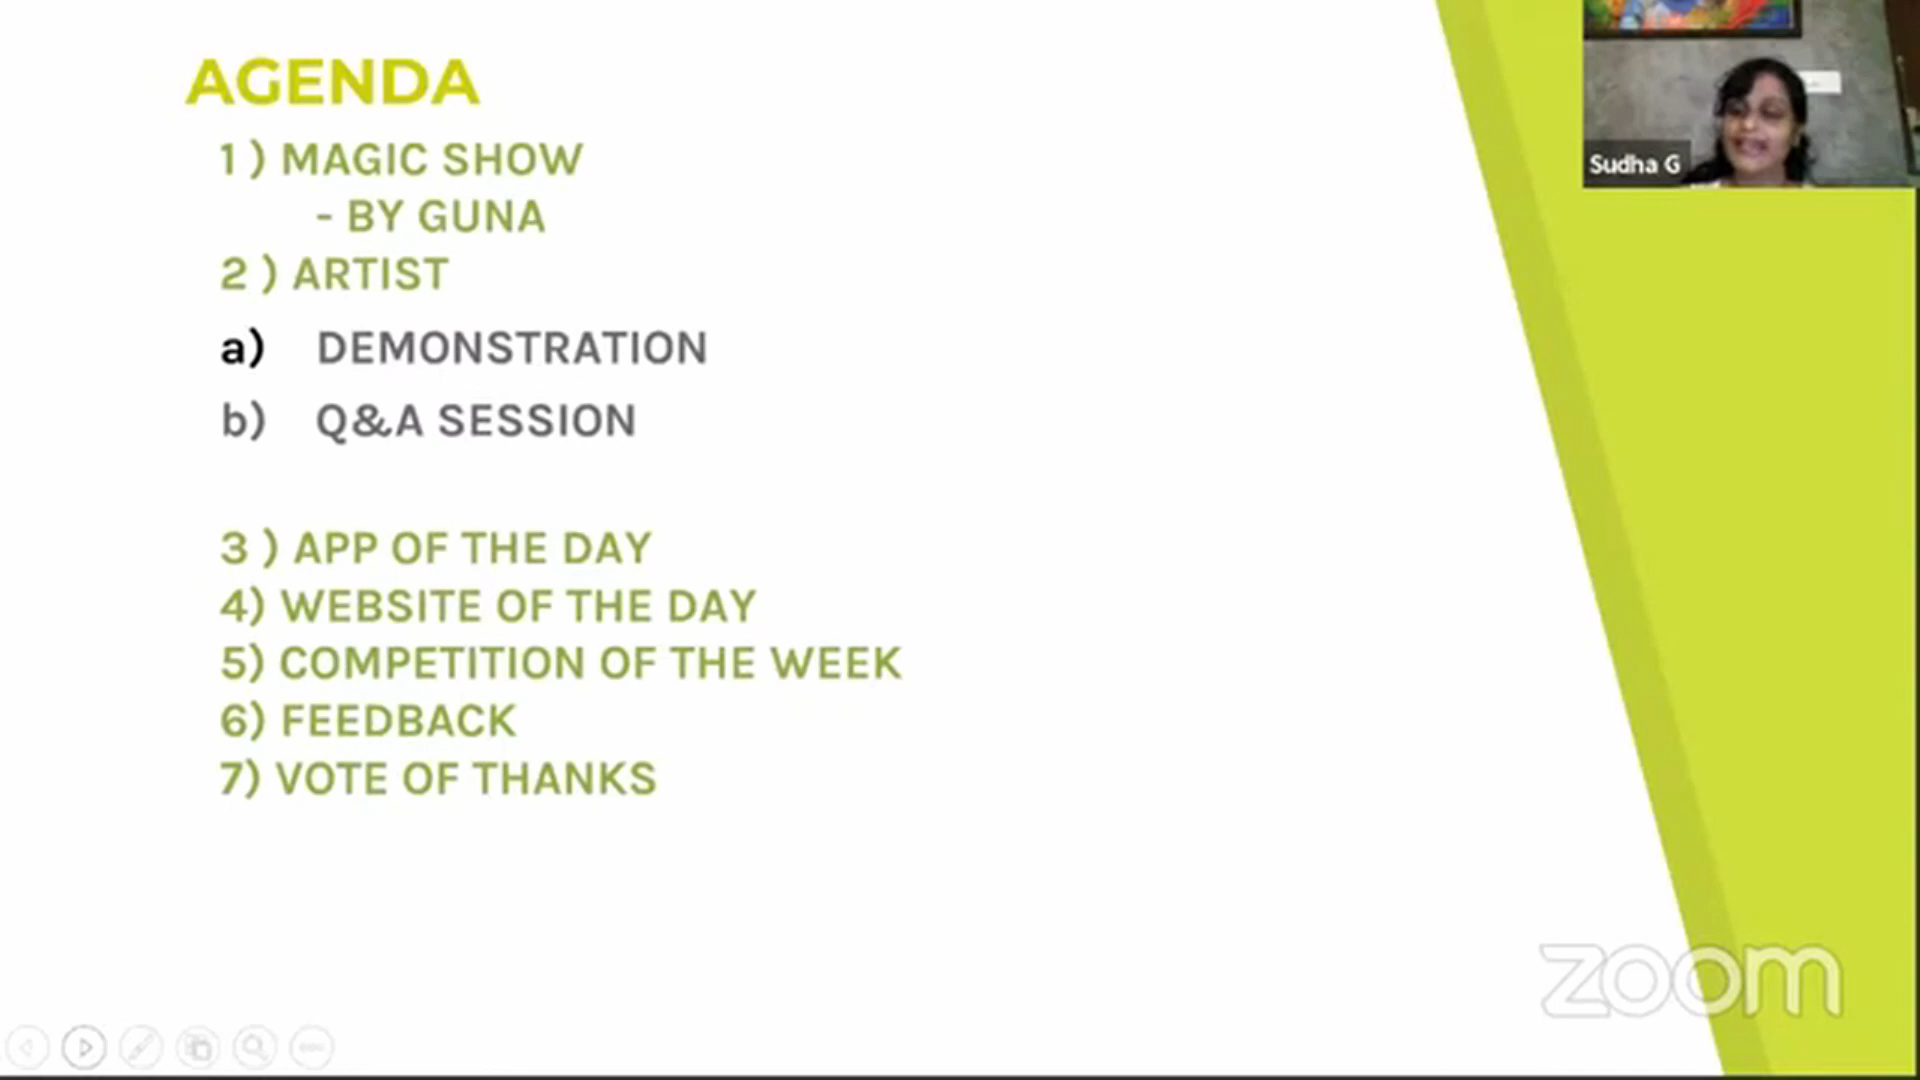 AGENDA
1 ) MAGIC SHOW
- BY GUNA
2 ) ARTIST
a) DEMONSTRATION
b) Q&A SESSION
3 ) APP OF THE DAY
4) WEBSITE OF THE DAY
5) COMPETITION OF THE WEEK
6) FEEDBACK
7) VOTE OF THANKS
Sudha G
zoom